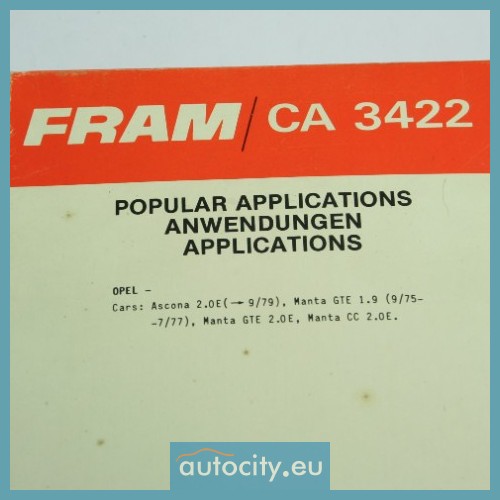 FRAM / CA 3422
POPULAR APPLICATIONS
ANWENDUNGEN
APPLICATIONS
OPEL -
Cars: Ascona 2.0E(→ 9/79), Manta GTE 1.9 (9/75-
-7/77), Manta GTE 2.0E, Manta CC 2.0E.
autocity.eu